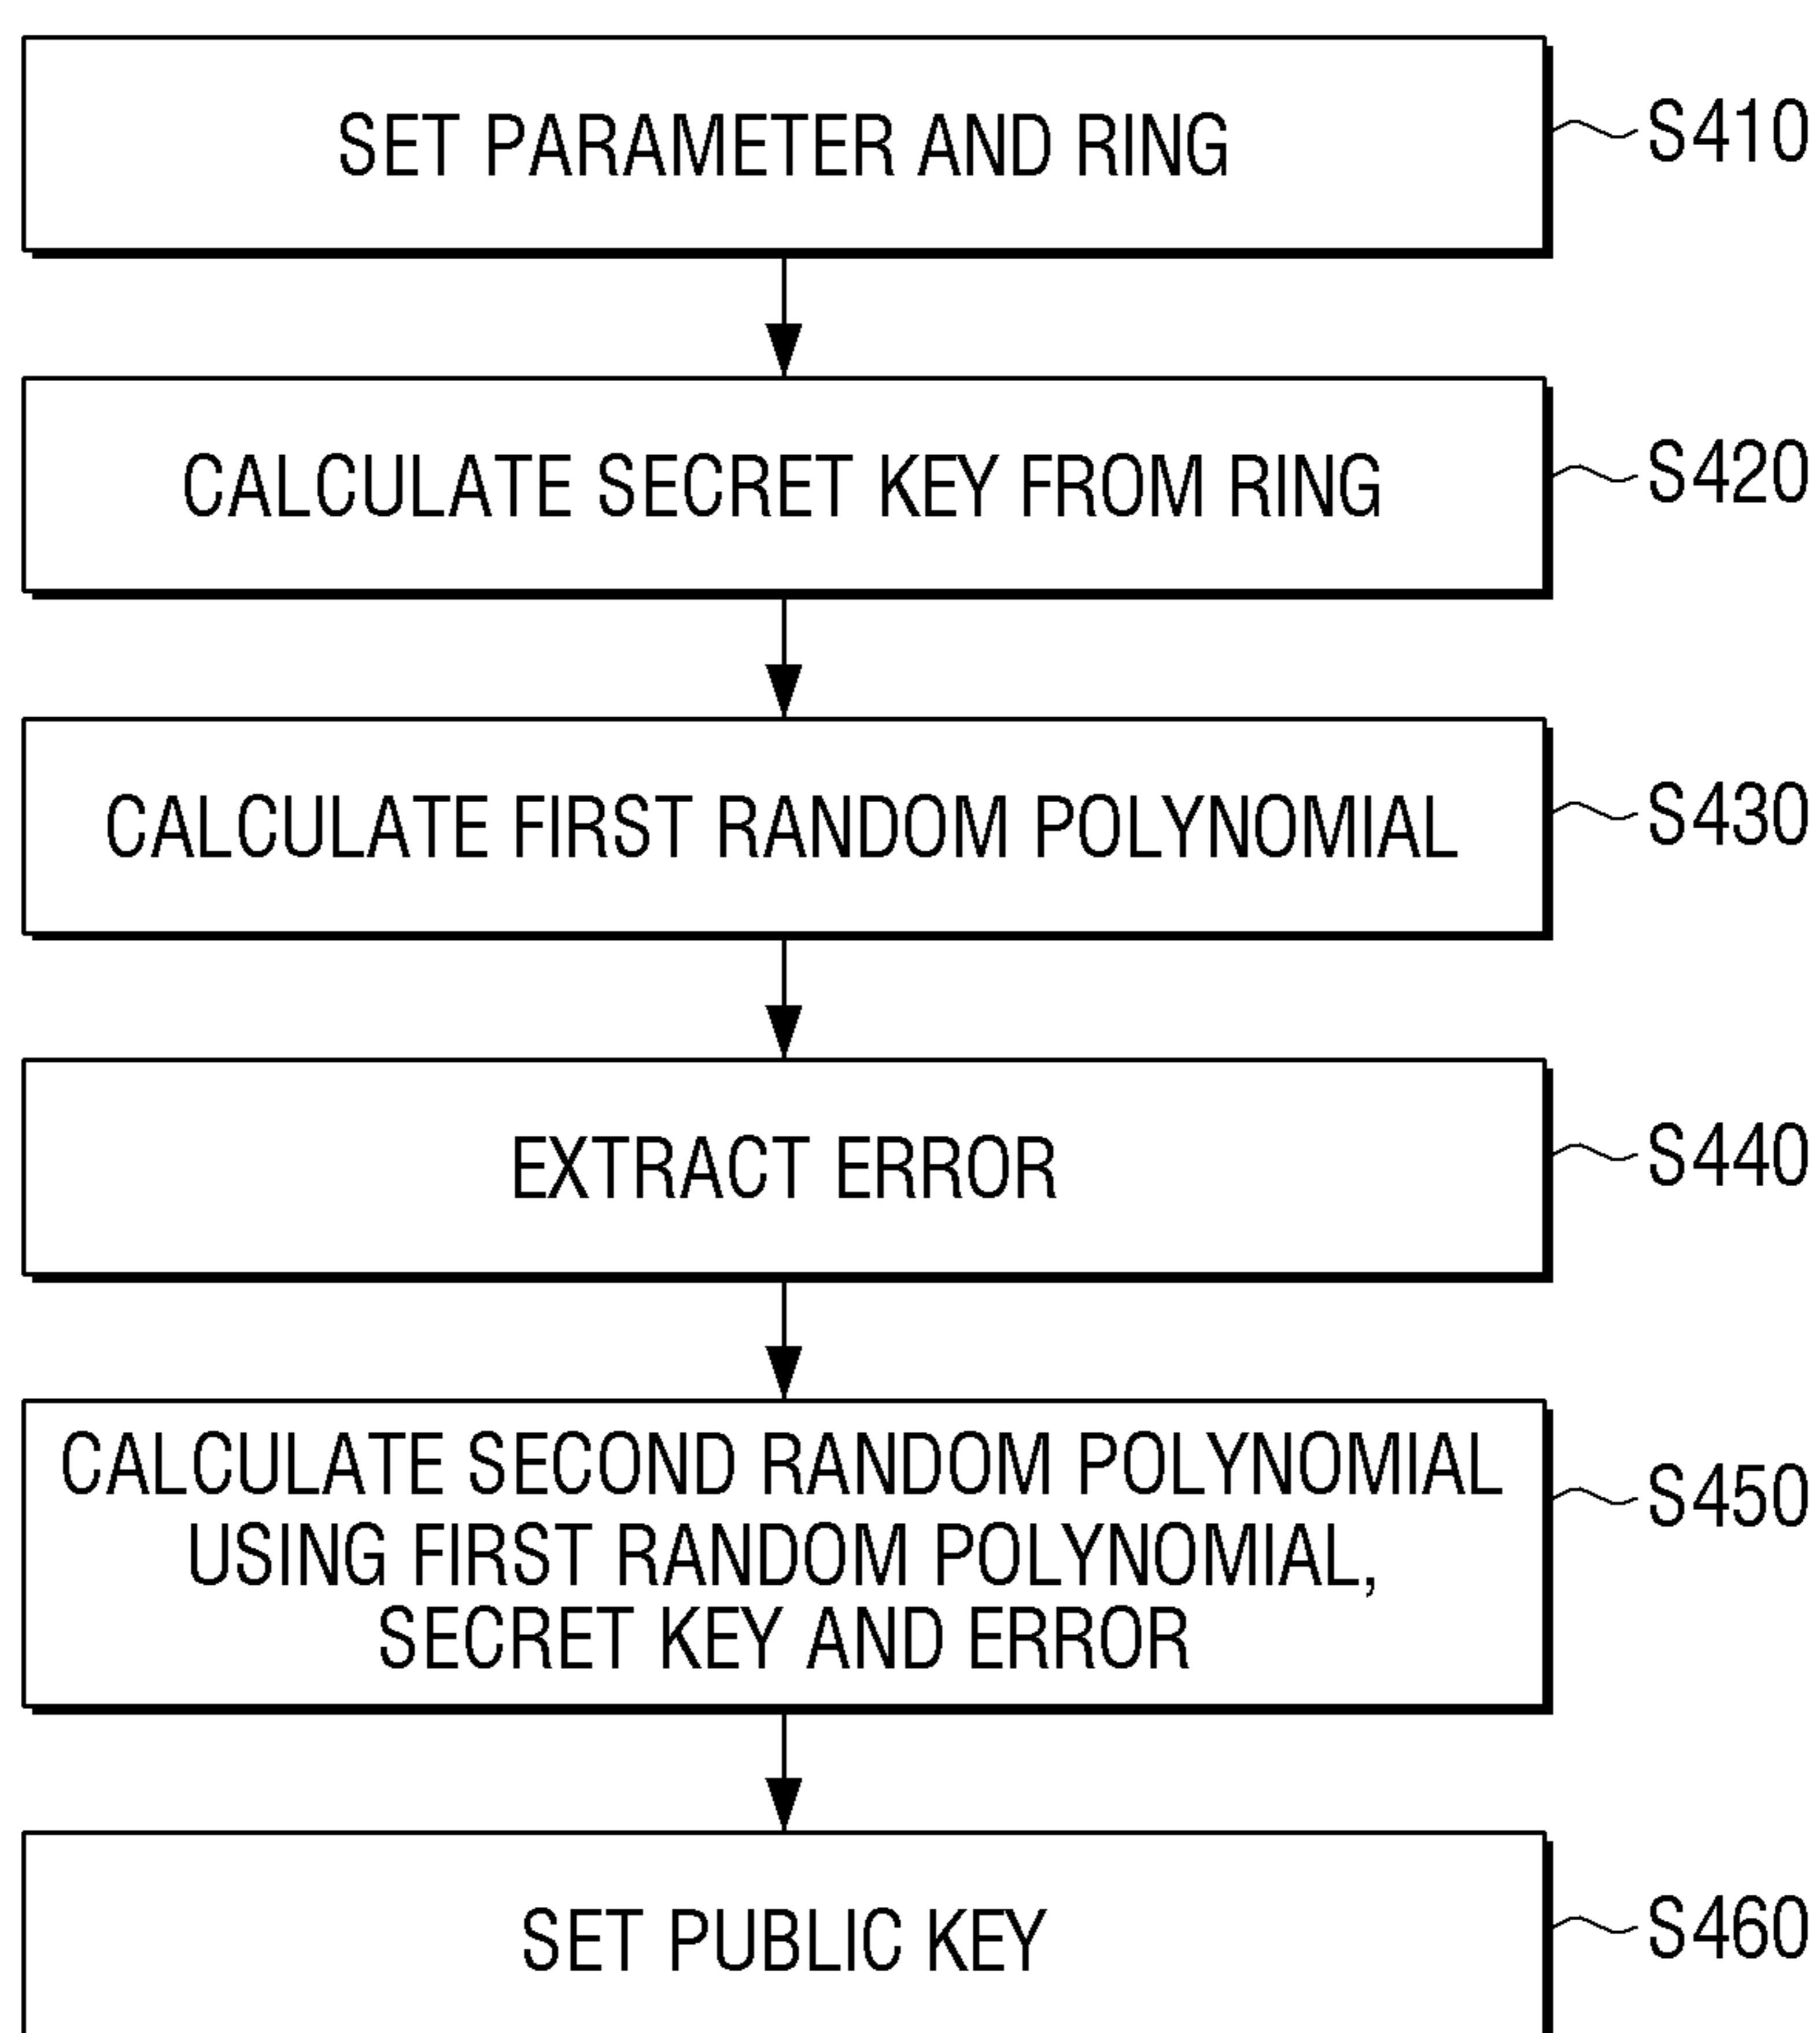 SET PARAMETER AND RING
S410
CALCULATE SECRET KEY FROM RING
S420
CALCULATE FIRST RANDOM POLYNOMIAL
S430
EXTRACT ERROR
S440
CALCULATE SECOND RANDOM POLYNOMIAL
USING FIRST RANDOM POLYNOMIAL,
SECRET KEY AND ERROR
S450
SET PUBLIC KEY
S460